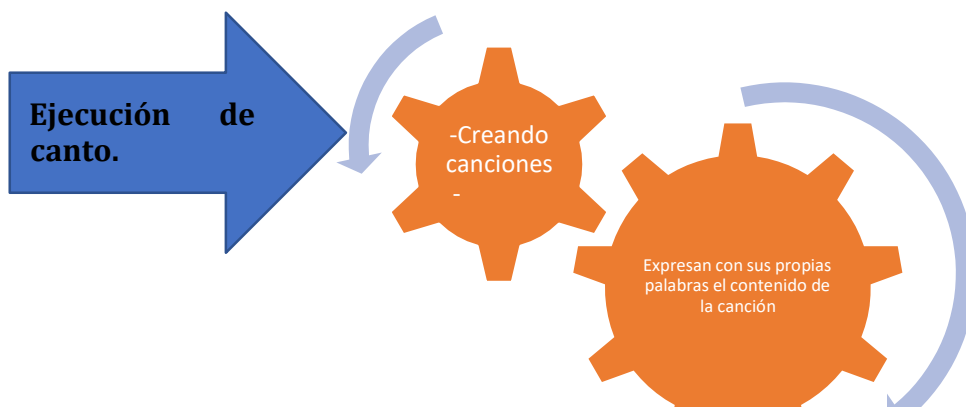 Ejecución de
canto.
-Creando
canciones
-
Expresan con sus propias
palabras el contenido de
la canción